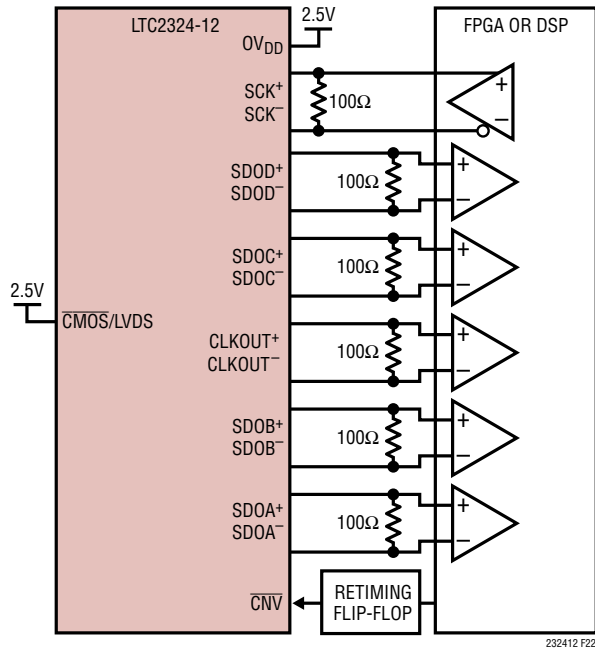 LTC2324-12
2.5V
FPGA OR DSP
OVDD
SCK+
SCK–
100Ω
+
–
SDOD+
SDOD–
100Ω
+
–
SDOC+
SDOC–
100Ω
+
–
2.5V
CMOS/LVDS
CLKOUT+
CLKOUT–
100Ω
+
–
SDOB+
SDOB–
100Ω
+
–
SDOA+
SDOA–
100Ω
+
–
CNV
RETIMING
FLIP-FLOP
232412 F22